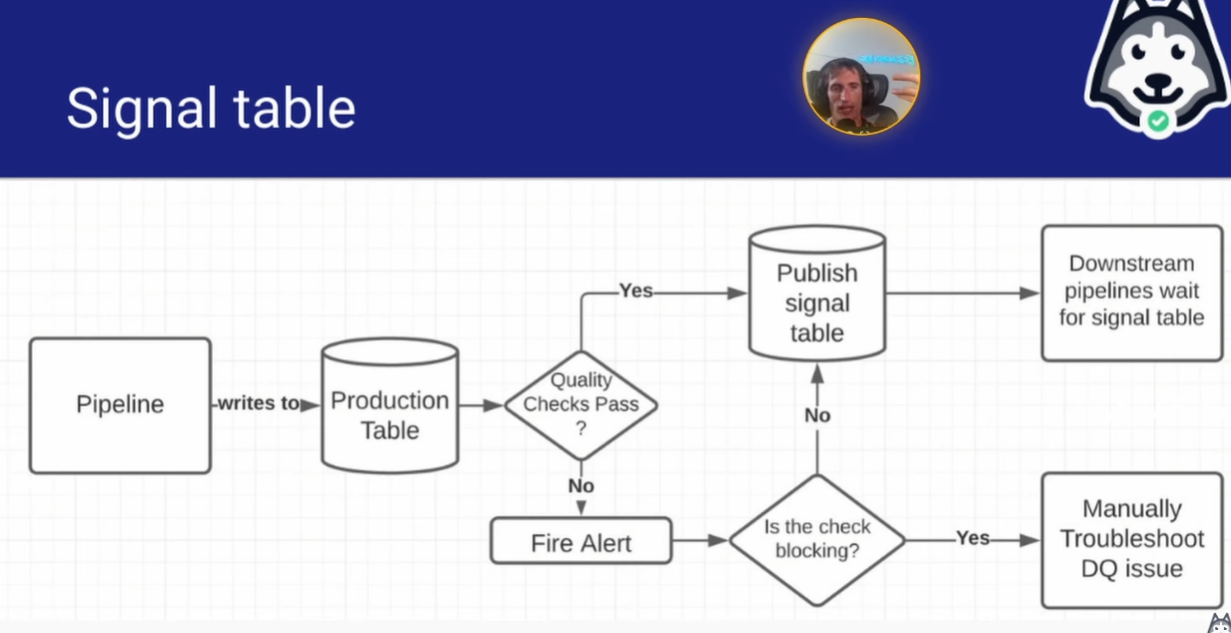 Signal table
Pipeline
writes to
Production
Table
Quality
Checks Pass
?
Yes
Publish
signal
table
Downstream
pipelines wait
for signal table
No
Fire Alert
Is the check
blocking?
No
Yes
Manually
Troubleshoot
DQ issue